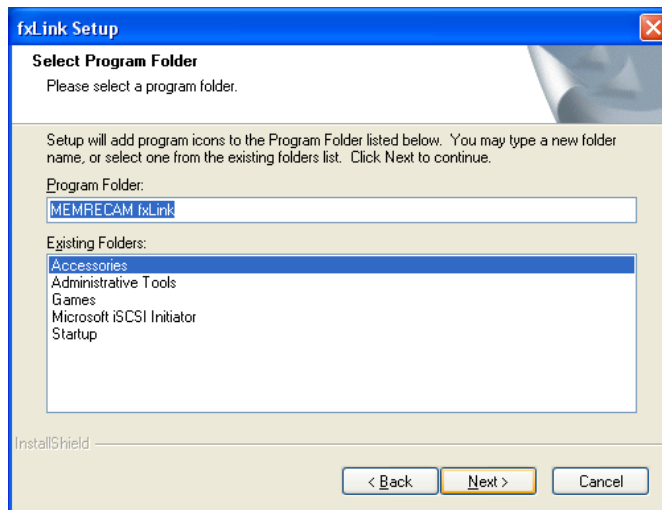 fxLink Setup
Select Program Folder
Please select a program folder.
Setup will add program icons to the Program Folder listed below. You may type a new folder
name, or select one from the existing folders list. Click Next to continue.
Program Folder:
MEMRECAM fxLink
Existing Folders:
Accessories
Administrative Tools
Games
Microsoft iSCSI Initiator
Startup
InstallShield
< Back
Next >
Cancel